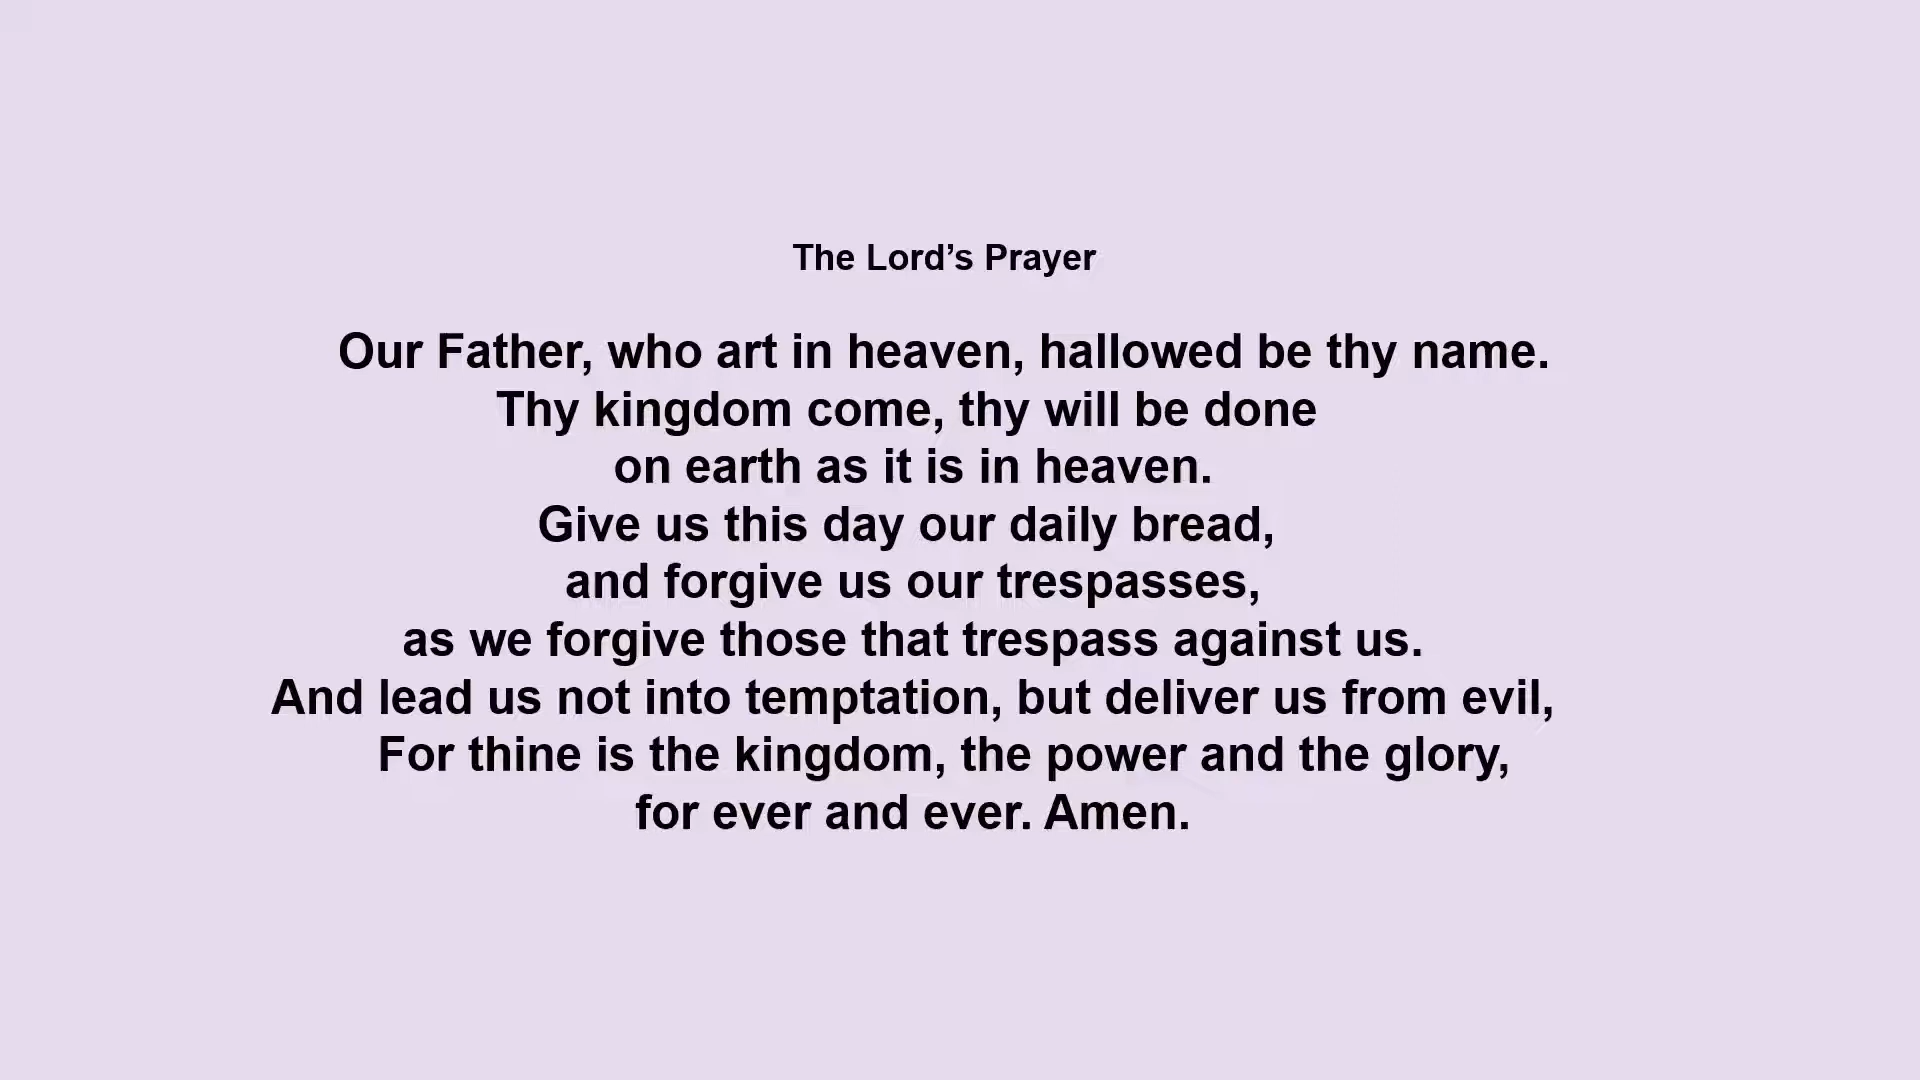 The Lord’s Prayer
Our Father, who art in heaven, hallowed be thy name.
Thy kingdom come, thy will be done
on earth as it is in heaven.
Give us this day our daily bread,
and forgive us our trespasses,
as we forgive those that trespass against us.
And lead us not into temptation, but deliver us from evil,
For thine is the kingdom, the power and the glory,
for ever and ever. Amen.